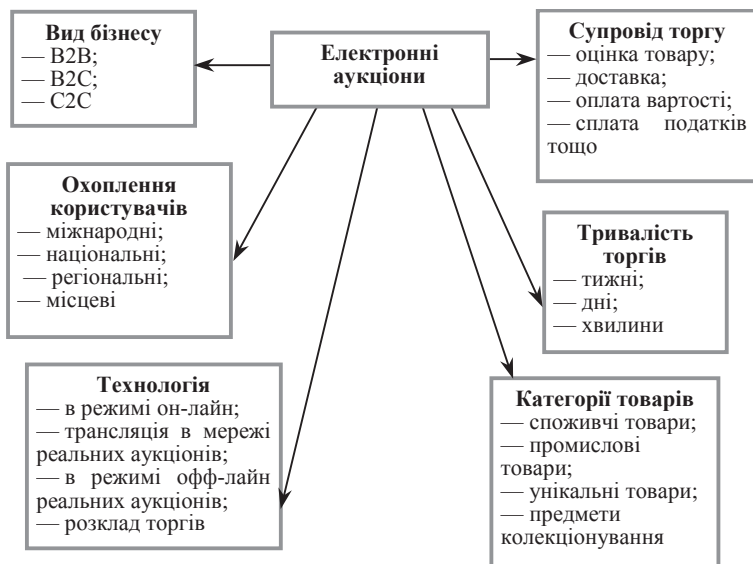 Вид бізнесу
— B2B;
— B2C;
— C2C
Електронні
аукціони
Супровід торгу
— оцінка товару;
— доставка;
— оплата вартості;
— сплата податків
тощо
Охоплення
користувачів
— міжнародні;
— національні;
— регіональні;
— місцеві
Тривалість
торгів
— тижні;
— дні;
— хвилини
Технологія
— в режимі он-лайн;
— трансляція в мережі
реальних аукціонів;
— в режимі офф-лайн
реальних аукціонів;
— розклад торгів
Категорії товарів
— споживчі товари;
— промислові
товари;
— унікальні товари;
— предмети
колекціонування